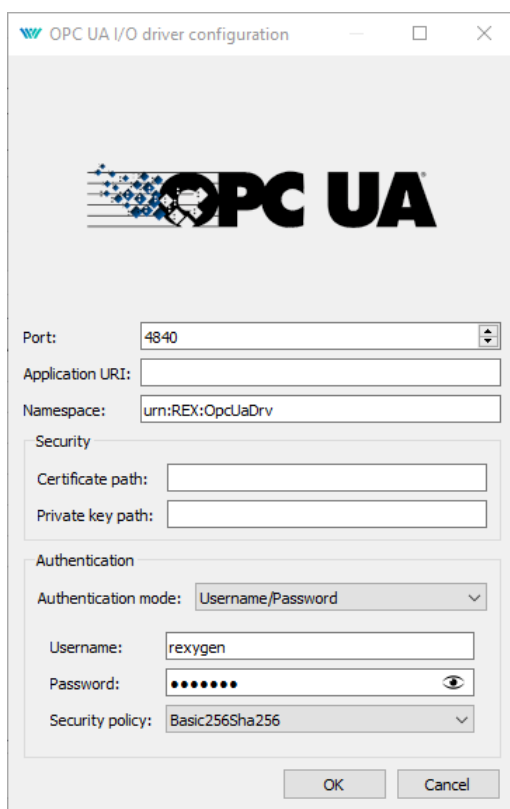 OPC UA I/O driver configuration
OPC UA
Port: 4840
Application URI:
Namespace: urn:REX:OpcUaDrv
Security
Certificate path:
Private key path:
Authentication
Authentication mode: Username/Password
Username: rexygen
Password: •••••••
Security policy: Basic256Sha256
OK Cancel